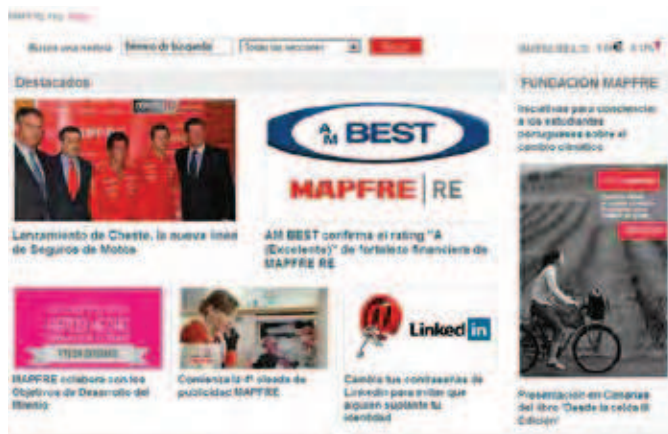 Busca una noticia
Término de búsqueda
Todas las secciones
Buscar
Destacados
Lanzamiento de Cheste, la nueva línea
de Seguros de Motos
AM BEST
MAPFRE RE
AM BEST confirma el rating "A
(Excelente)" de fortaleza financiera de
MAPFRE RE
MAPFRE colabora con los
Objetivos de Desarrollo del
Milenio
Comienza la 4ª oleada de
publicidad MAPFRE
Linked in
Cambia tus contraseñas de
Linkedin para evitar que
alguien suplante tu
identidad
FUNDACIÓN MAPFRE
Iniciativas para concienciar
a los estudiantes
portugueses sobre el
cambio climático
Presentación en Canarias
del libro 'Desde la celda III
Edición'